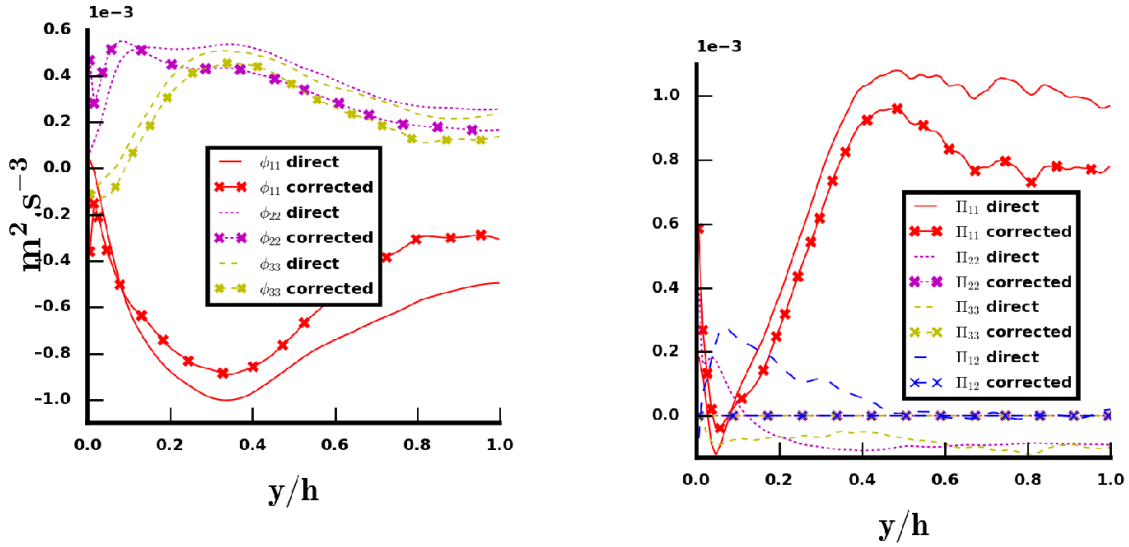 1e-3
0.6
0.4
0.2
0.0
-0.2
-0.4
-0.6
-0.8
-1.0
m² s⁻³
ϕ₁₁ direct
ϕ₁₁ corrected
ϕ₂₂ direct
ϕ₂₂ corrected
ϕ₃₃ direct
ϕ₃₃ corrected
0.0 0.2 0.4 0.6 0.8 1.0
y/h
1e-3
1.0
0.8
0.6
0.4
0.2
0.0
Π₁₁ direct
Π₁₁ corrected
Π₂₂ direct
Π₂₂ corrected
Π₃₃ direct
Π₃₃ corrected
Π₁₂ direct
Π₁₂ corrected
0.0 0.2 0.4 0.6 0.8 1.0
y/h